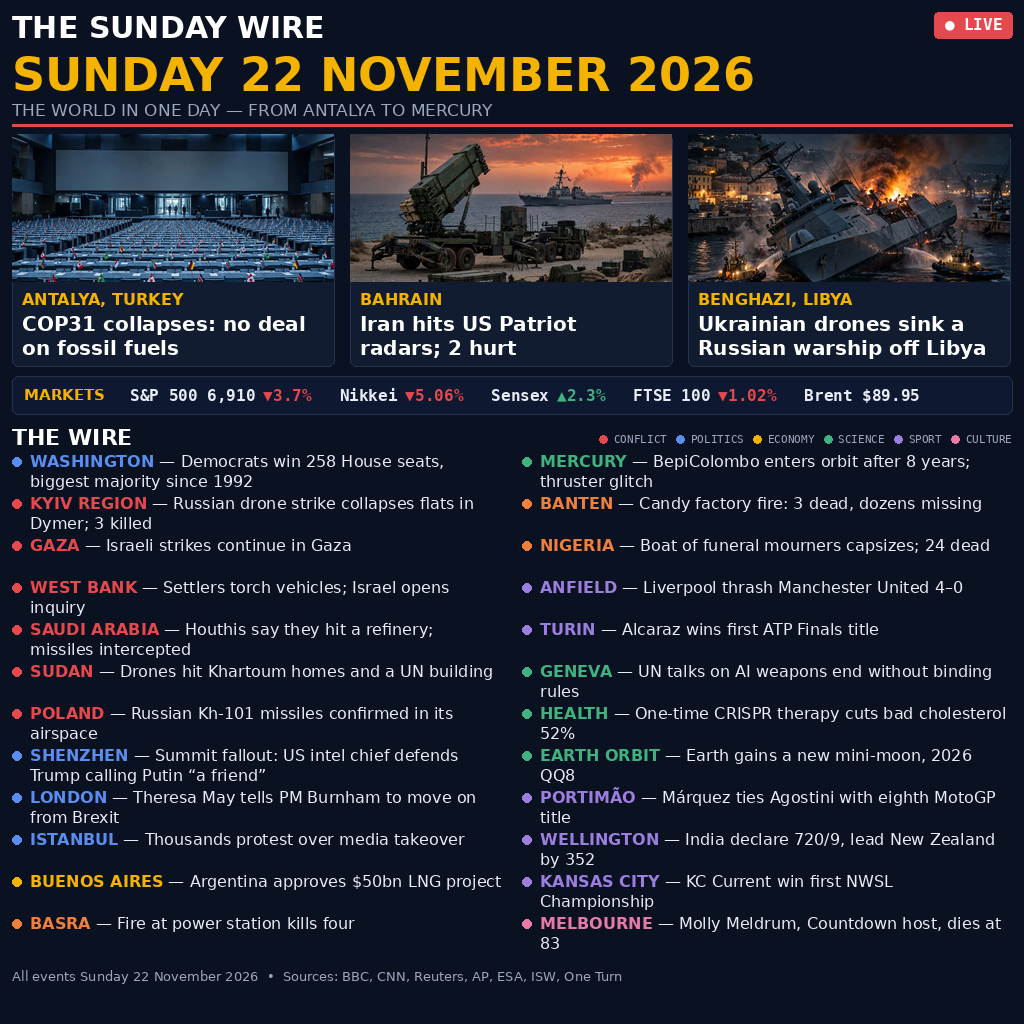 THE SUNDAY WIRE
● LIVE
SUNDAY 22 NOVEMBER 2026
THE WORLD IN ONE DAY — FROM ANTALYA TO MERCURY
ANTALYA, TURKEY
COP31 collapses: no deal
on fossil fuels
BAHRAIN
Iran hits US Patriot
radars; 2 hurt
BENGHAZI, LIBYA
Ukrainian drones sink a
Russian warship off Libya
MARKETS S&P 500 6,910 ▼3.7% Nikkei ▼5.06% Sensex ▲2.3% FTSE 100 ▼1.02% Brent $89.95
THE WIRE
CONFLICT POLITICS ECONOMY SCIENCE SPORT CULTURE
WASHINGTON — Democrats win 258 House seats,
biggest majority since 1992
KYIV REGION — Russian drone strike collapses flats in
Dymer; 3 killed
GAZA — Israeli strikes continue in Gaza
WEST BANK — Settlers torch vehicles; Israel opens
inquiry
SAUDI ARABIA — Houthis say they hit a refinery;
missiles intercepted
SUDAN — Drones hit Khartoum homes and a UN building
POLAND — Russian Kh-101 missiles confirmed in its
airspace
SHENZHEN — Summit fallout: US intel chief defends
Trump calling Putin “a friend”
LONDON — Theresa May tells PM Burnham to move on
from Brexit
ISTANBUL — Thousands protest over media takeover
BUENOS AIRES — Argentina approves $50bn LNG project
BASRA — Fire at power station kills four
MERCURY — BepiColombo enters orbit after 8 years;
thruster glitch
BANTEN — Candy factory fire: 3 dead, dozens missing
NIGERIA — Boat of funeral mourners capsizes; 24 dead
ANFIELD — Liverpool thrash Manchester United 4–0
TURIN — Alcaraz wins first ATP Finals title
GENEVA — UN talks on AI weapons end without binding
rules
HEALTH — One-time CRISPR therapy cuts bad cholesterol
52%
EARTH ORBIT — Earth gains a new mini-moon, 2026
QQ8
PORTIMÃO — Márquez ties Agostini with eighth MotoGP
title
WELLINGTON — India declare 720/9, lead New Zealand
by 352
KANSAS CITY — KC Current win first NWSL
Championship
MELBOURNE — Molly Meldrum, Countdown host, dies at
83
All events Sunday 22 November 2026 • Sources: BBC, CNN, Reuters, AP, ESA, ISW, One Turn